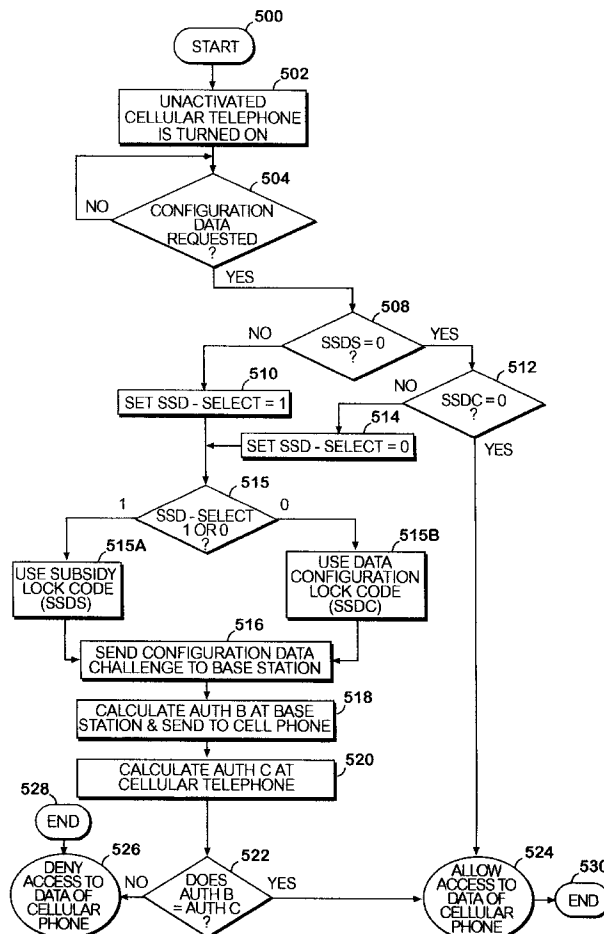 500
START
502
UNACTIVATED
CELLULAR TELEPHONE
IS TURNED ON
504
NO
CONFIGURATION
DATA
REQUESTED
?
YES
508
NO
SSDS = 0
?
YES
510
SET SSD - SELECT = 1
512
NO
SSDC = 0
?
YES
514
SET SSD - SELECT = 0
515
1
SSD - SELECT
1 OR 0
?
0
515A
USE SUBSIDY
LOCK CODE
(SSDS)
515B
USE DATA
CONFIGURATION
LOCK CODE
(SSDC)
516
SEND CONFIGURATION DATA
CHALLENGE TO BASE STATION
518
CALCULATE AUTH B AT BASE
STATION & SEND TO CELL PHONE
520
CALCULATE AUTH C AT
CELLULAR TELEPHONE
528
END
526
DENY
ACCESS TO
DATA OF
CELLULAR
PHONE
NO
522
DOES
AUTH B
= AUTH C
?
YES
524
ALLOW
ACCESS TO
DATA OF
CELLULAR
PHONE
530
END